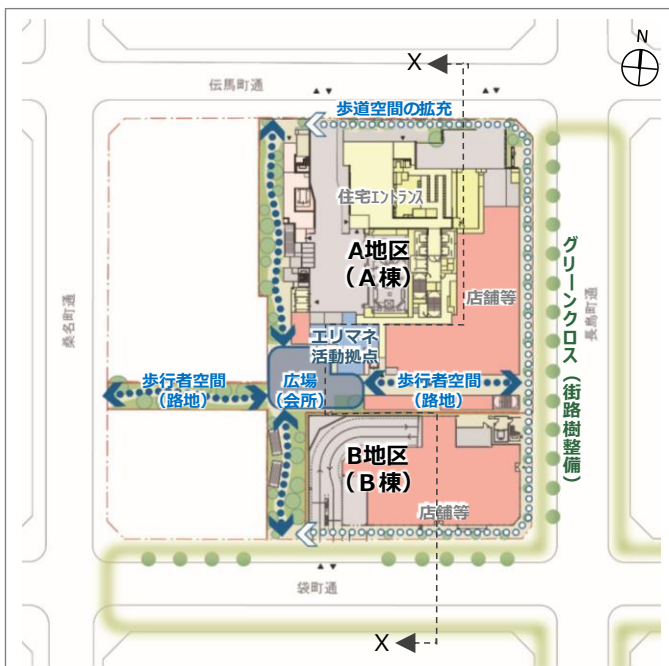 N
X
伝馬町通
歩道空間の拡充
住宅エントランス
A地区
（A棟）
店舗等
グリーンクロス（街路樹整備）
長島町通
桑名町通
エリマネ
活動拠点
歩行者空間
（路地）
広場
（会所）
歩行者空間
（路地）
B地区
（B棟）
店舗等
袋町通
X